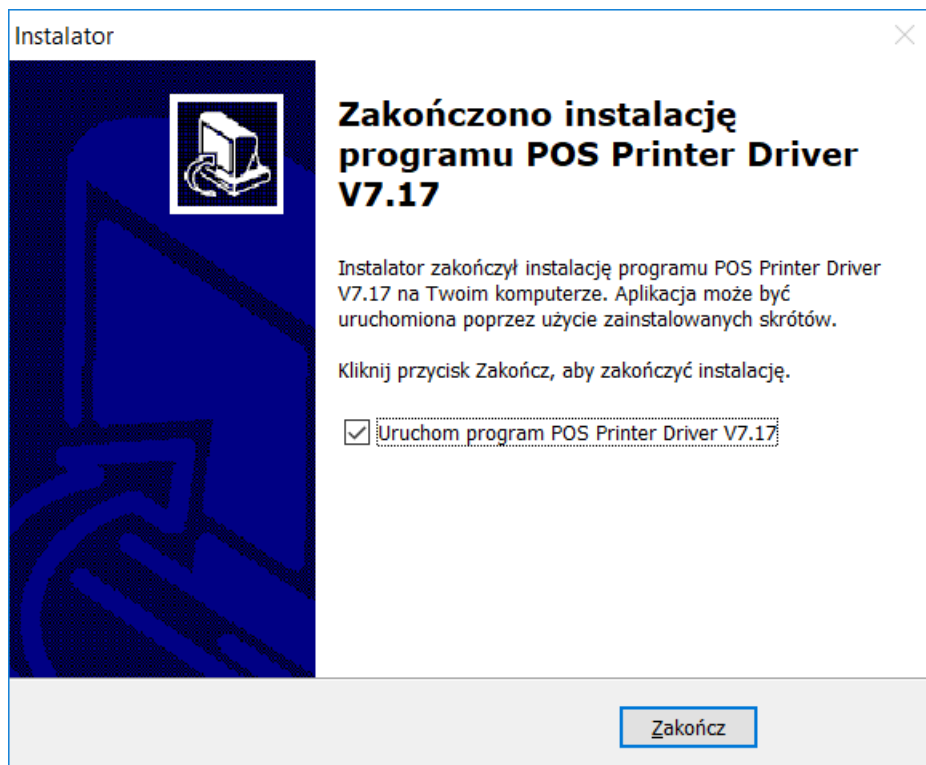 Instalator
Zakończono instalację
programu POS Printer Driver
V7.17
Instalator zakończył instalację programu POS Printer Driver
V7.17 na Twoim komputerze. Aplikacja może być
uruchomiona poprzez użycie zainstalowanych skrótów.
Kliknij przycisk Zakończ, aby zakończyć instalację.
Uruchom program POS Printer Driver V7.17
Zakończ